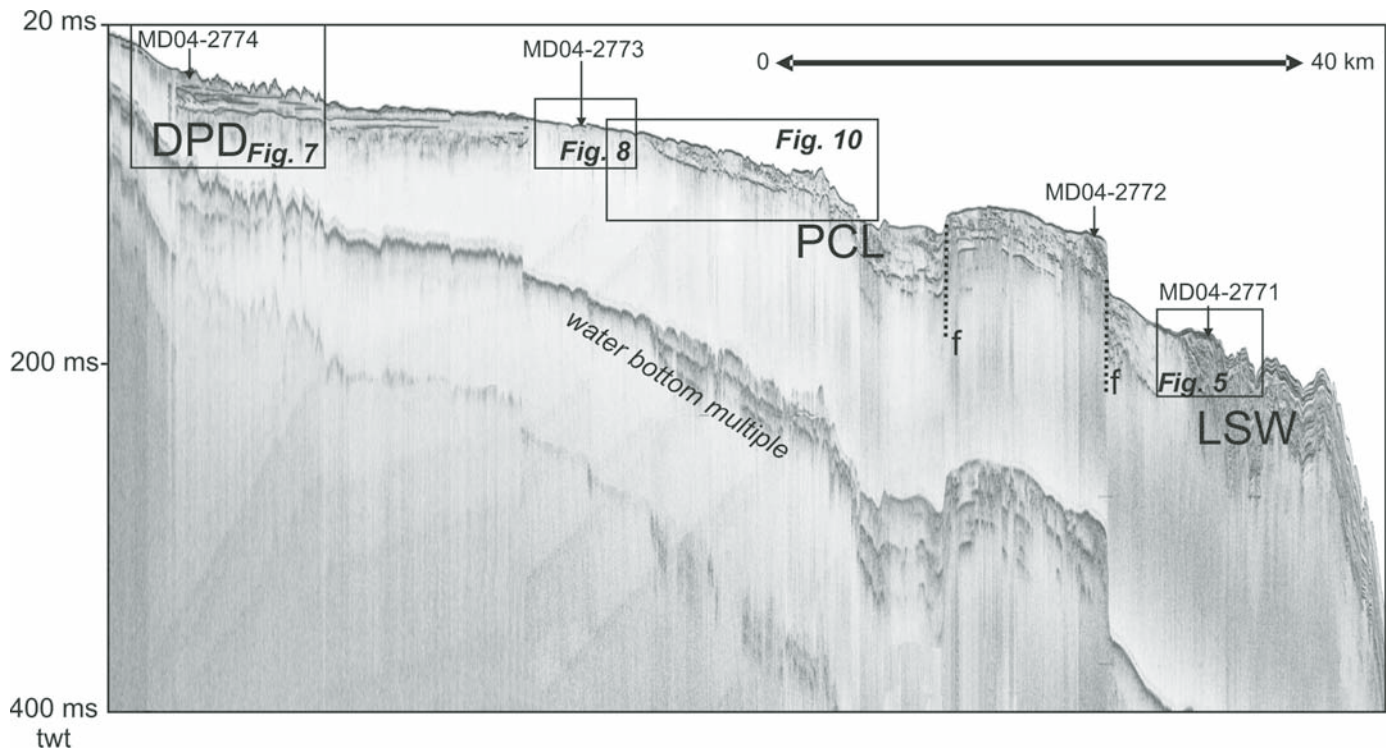 20 ms
MD04-2774
MD04-2773
0
40 km
DPD
Fig. 7
Fig. 8
Fig. 10
MD04-2772
PCL
MD04-2771
f
200 ms
water bottom multiple
f
Fig. 5
LSW
400 ms
twt